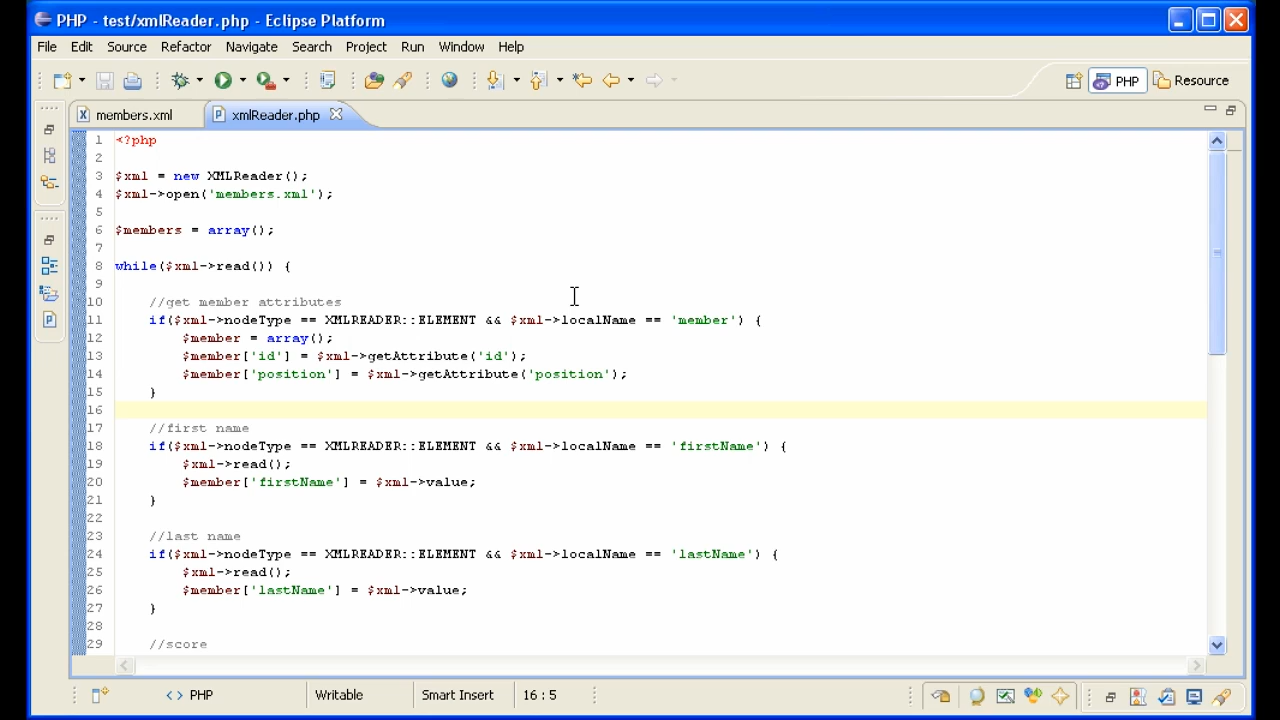 PHP - test/xmlReader.php - Eclipse Platform
File Edit Source Refactor Navigate Search Project Run Window Help
PHP Resource
members.xml xmlReader.php
1 <?php
2
3 $xml = new XMLReader();
4 $xml->open('members.xml');
5
6 $members = array();
7
8 while($xml->read()) {
9
10 //get member attributes
11 if($xml->nodeType == XMLREADER::ELEMENT && $xml->localName == 'member') {
12 $member = array();
13 $member['id'] = $xml->getAttribute('id');
14 $member['position'] = $xml->getAttribute('position');
15 }
16
17 //first name
18 if($xml->nodeType == XMLREADER::ELEMENT && $xml->localName == 'firstName') {
19 $xml->read();
20 $member['firstName'] = $xml->value;
21 }
22
23 //last name
24 if($xml->nodeType == XMLREADER::ELEMENT && $xml->localName == 'lastName') {
25 $xml->read();
26 $member['lastName'] = $xml->value;
27 }
28
29 //score
<> PHP Writable Smart Insert 16 : 5